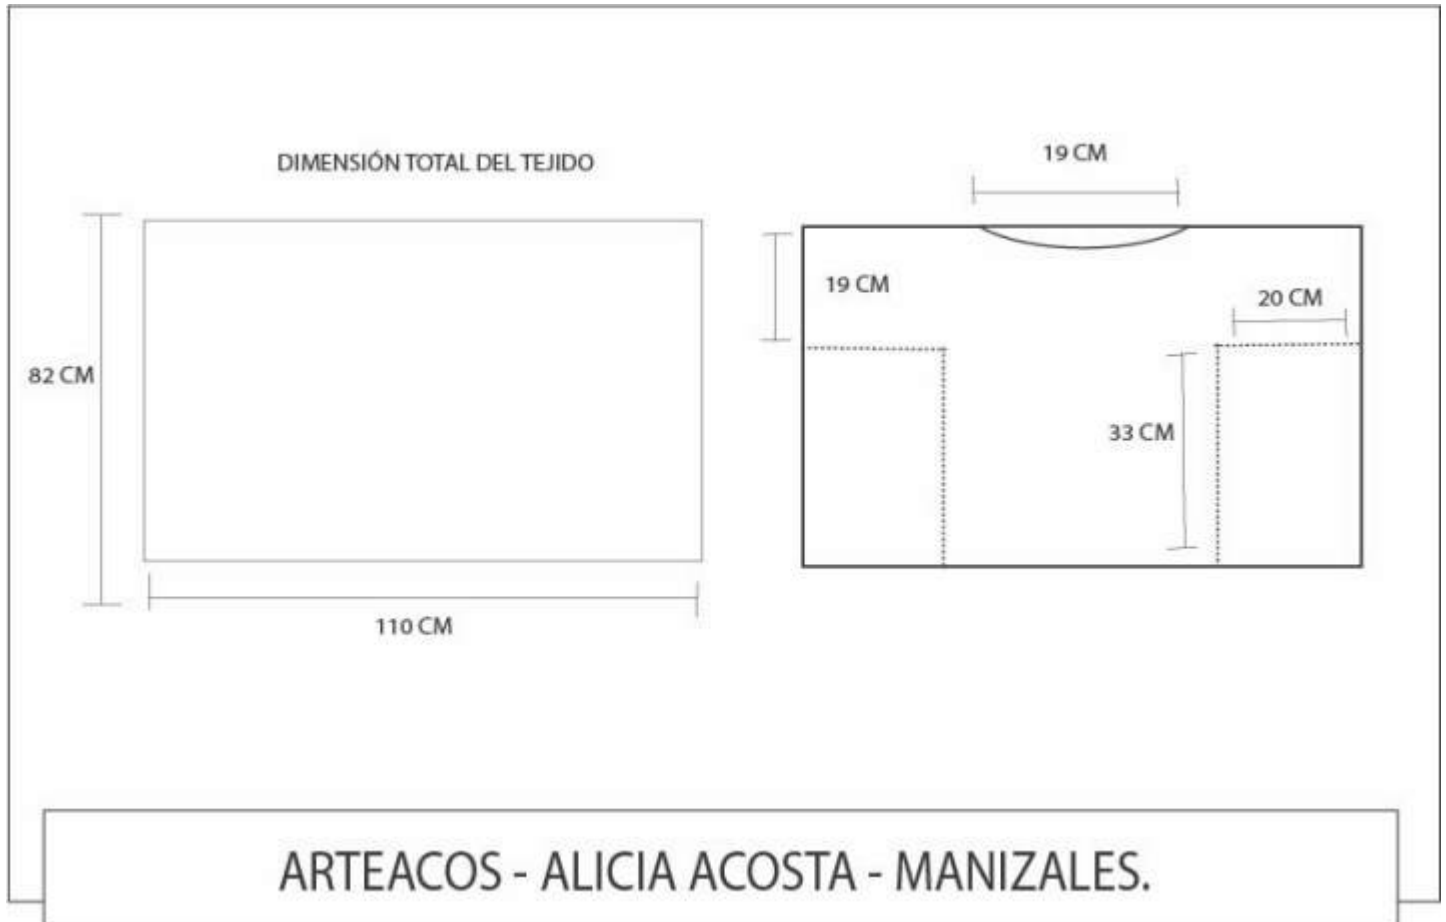 DIMENSIÓN TOTAL DEL TEJIDO
82 CM
110 CM
19 CM
19 CM
20 CM
33 CM
ARTEACOS - ALICIA ACOSTA - MANIZALES.